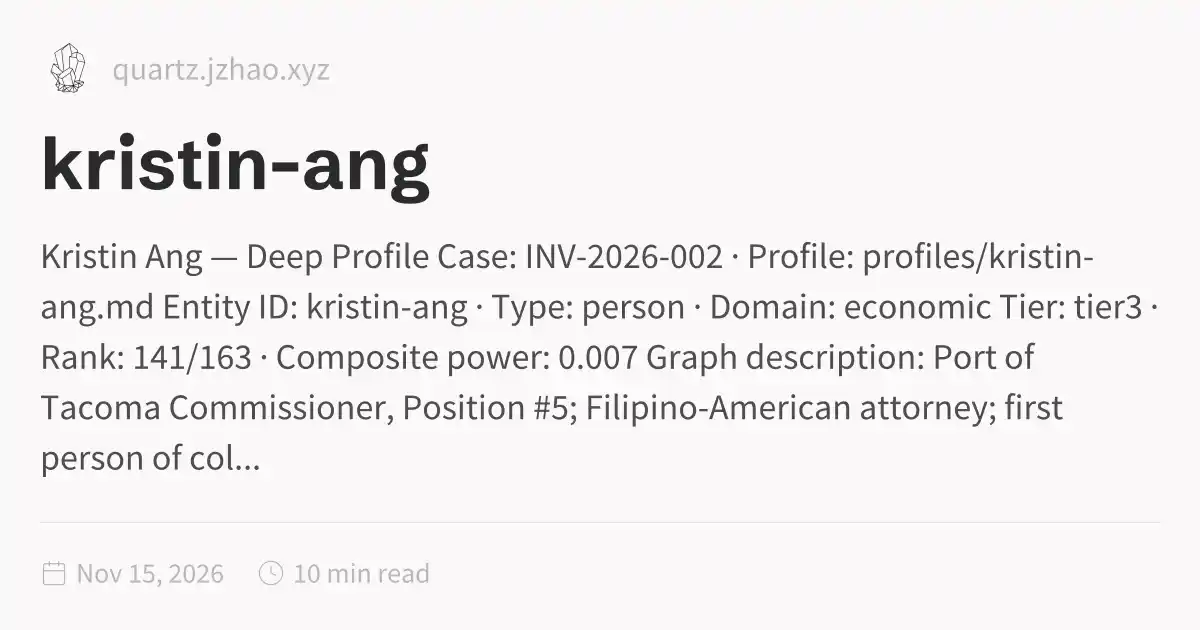 quartz.jzhao.xyz
kristin-ang
Kristin Ang — Deep Profile Case: INV-2026-002 · Profile: profiles/kristin-
ang.md Entity ID: kristin-ang · Type: person · Domain: economic Tier: tier3 ·
Rank: 141/163 · Composite power: 0.007 Graph description: Port of
Tacoma Commissioner, Position #5; Filipino-American attorney; first
person of col...
Nov 15, 2026 10 min read